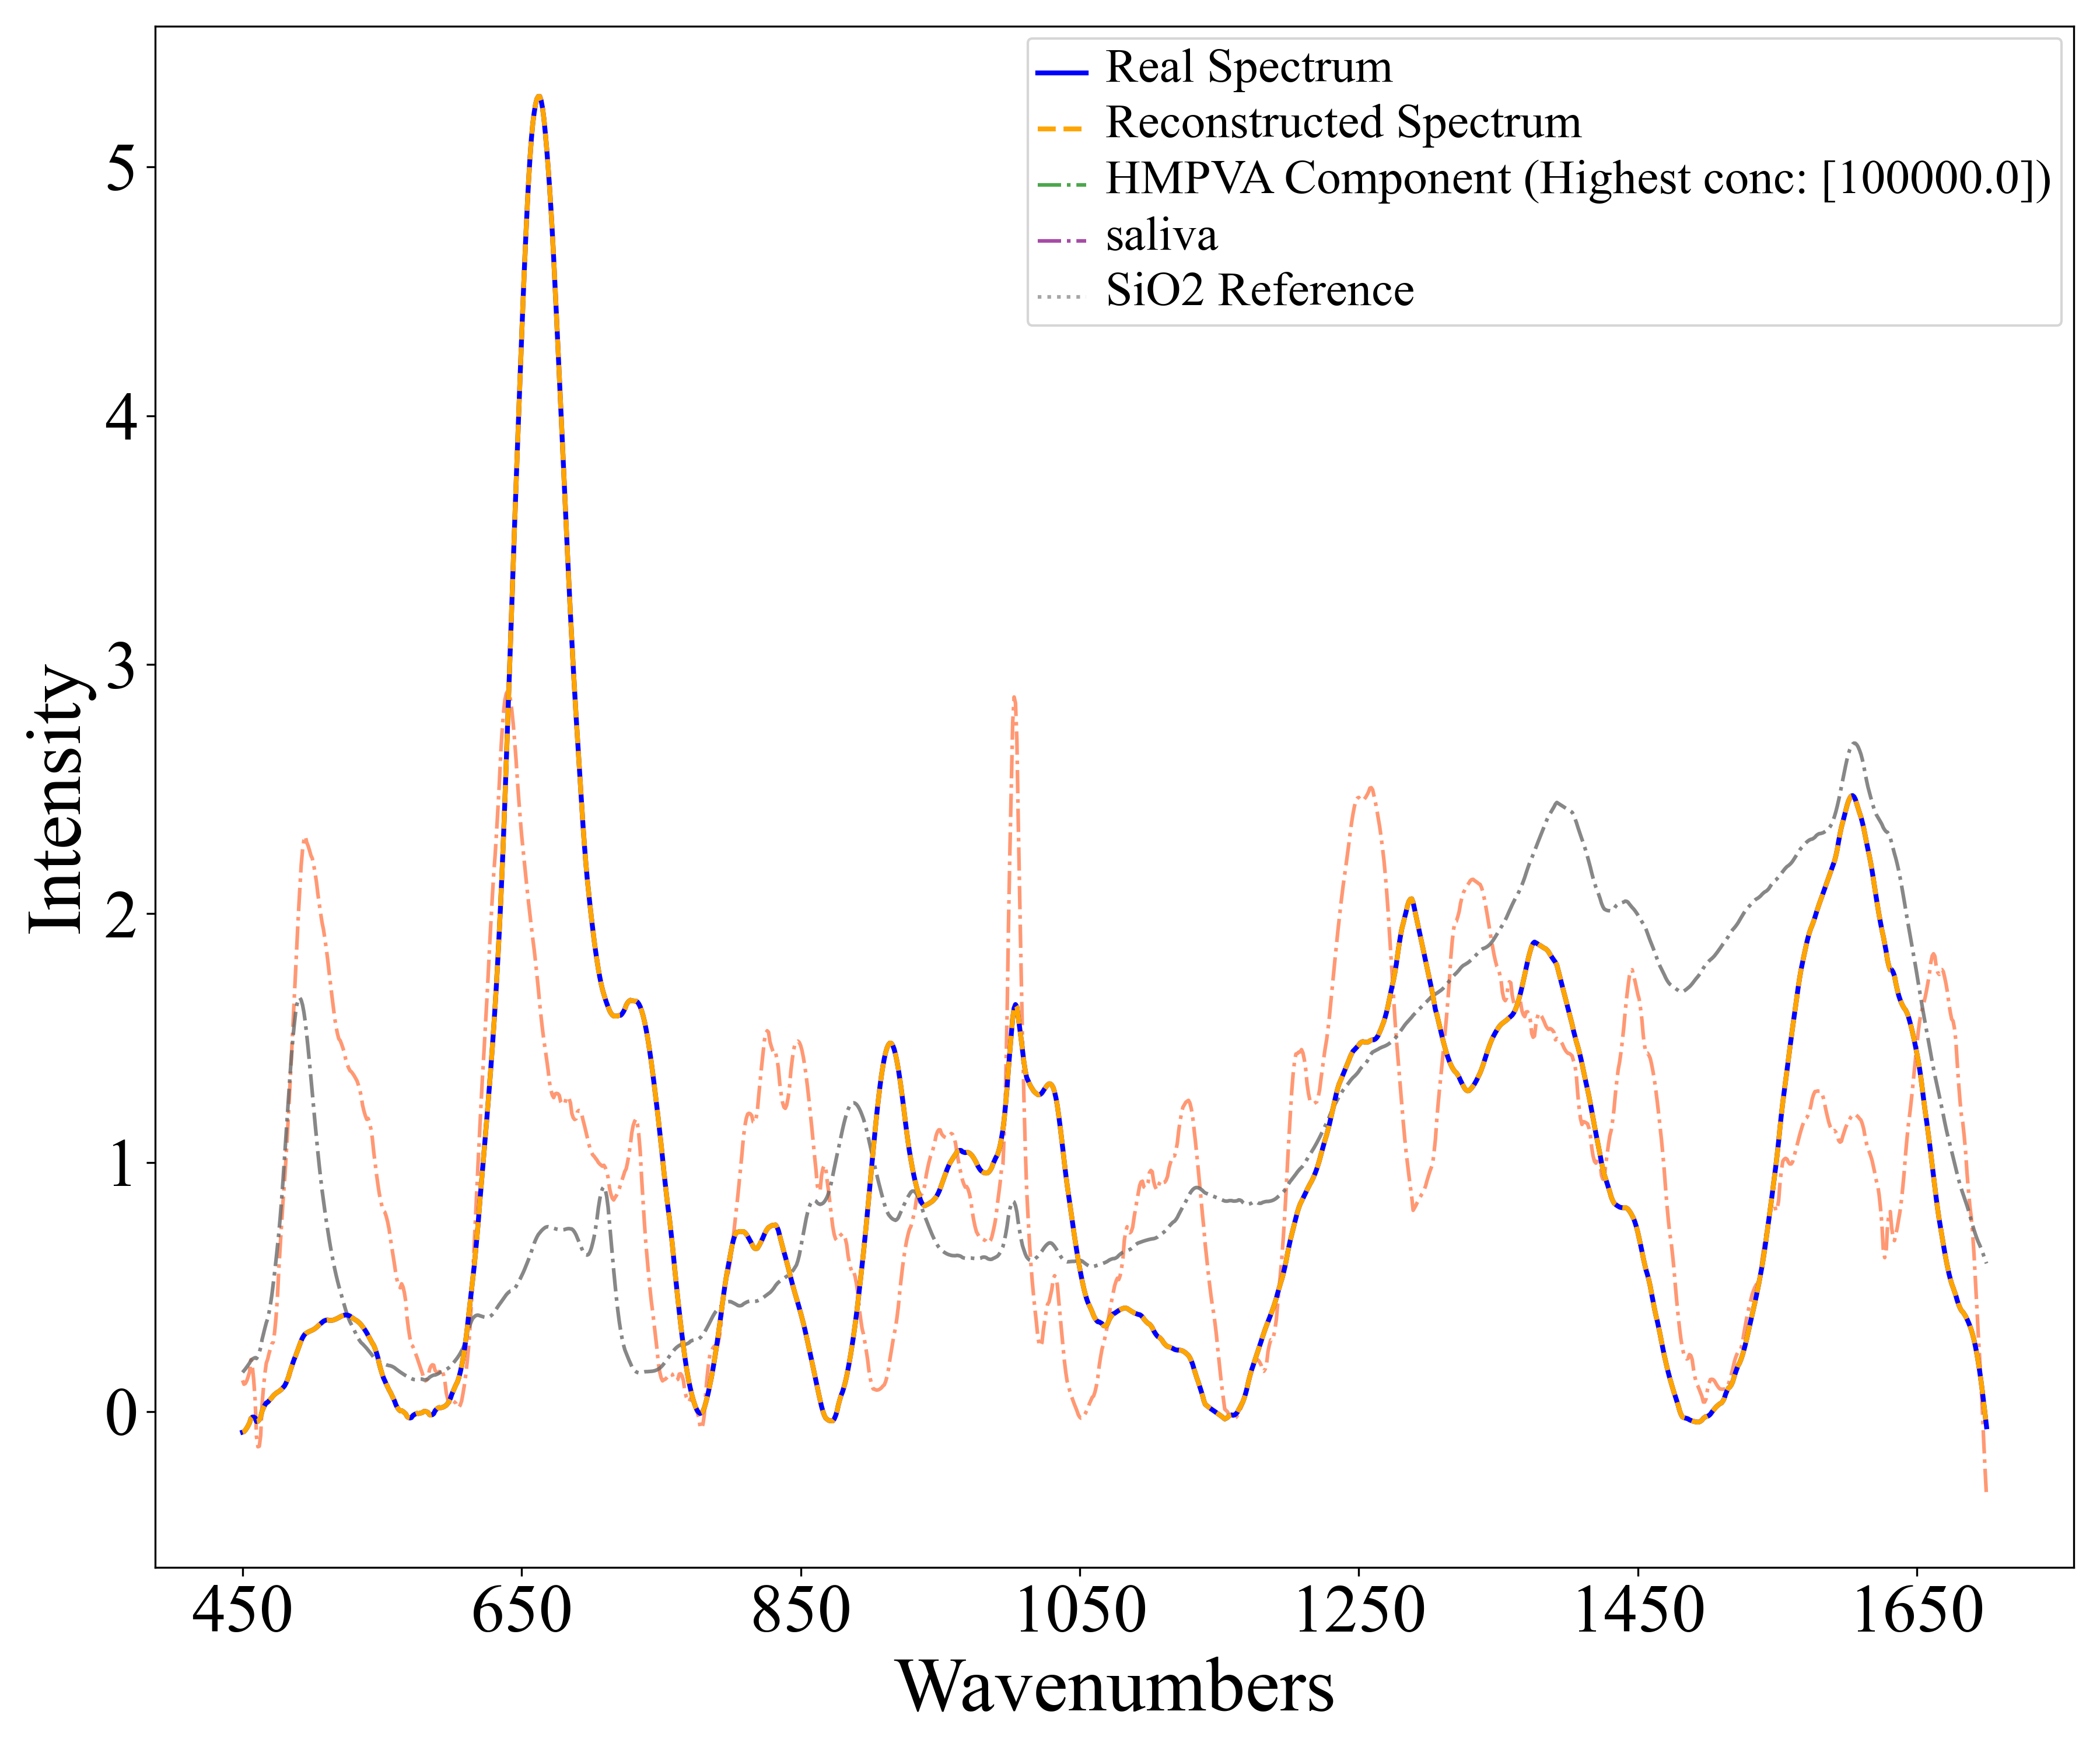 Real Spectrum
Reconstructed Spectrum
HMPVA Component (Highest conc: [100000.0])
saliva
SiO2 Reference
5
4
3
2
1
0
Intensity
450 650 850 1050 1250 1450 1650
Wavenumbers